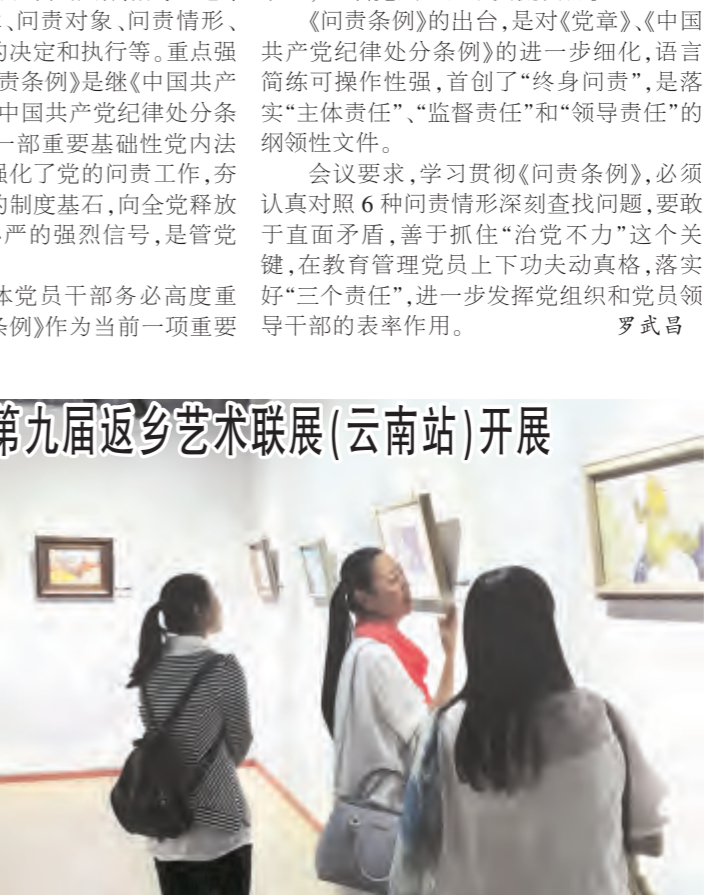 、问责对象、问责情形、
的决定和执行等。重点强
责条例》是继《中国共产
中国共产党纪律处分条
一部重要基础性党内法
强化了党的问责工作,夯
的制度基石,向全党释放
严的强烈信号,是管党
体党员干部务必高度重
条例》作为当前一项重要
《问责条例》的出台,是对《党章》、《中国
共产党纪律处分条例》的进一步细化,语言
简练可操作性强,首创了“终身问责”,是落
实“主体责任”、“监督责任”和“领导责任”的
纲领性文件。
会议要求,学习贯彻《问责条例》,必须
认真对照 6 种问责情形深刻查找问题,要敢
于直面矛盾,善于抓住“治党不力”这个关
键,在教育管理党员上下功夫动真格,落实
好“三个责任”,进一步发挥党组织和党员领
导干部的表率作用。
罗武昌
第九届返乡艺术联展(云南站)开展